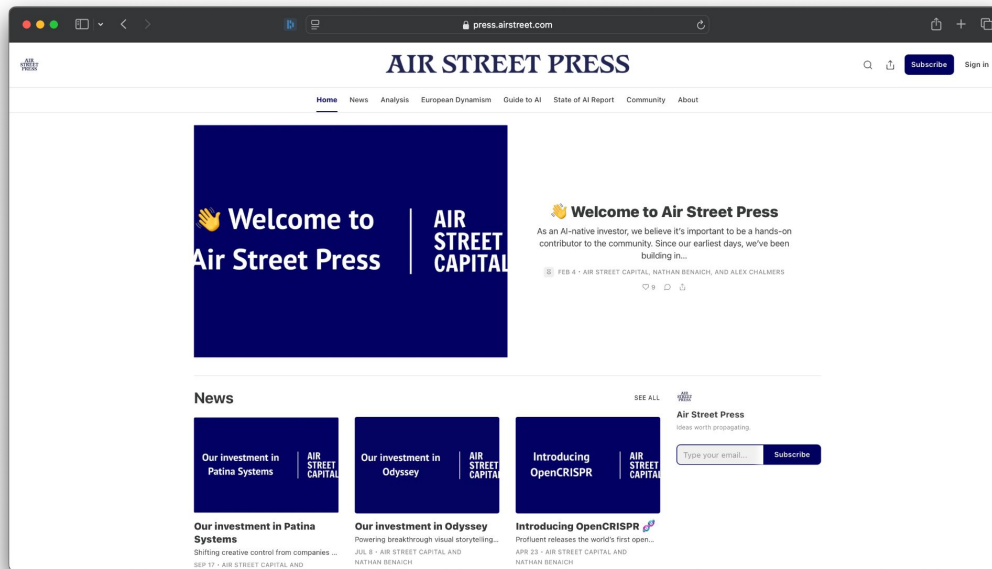 press.airstreet.com
AIR
STREET
PRESS
AIR STREET PRESS
Subscribe
Sign in
Home News Analysis European Dynamism Guide to AI State of AI Report Community About
👋 Welcome to
Air Street Press
AIR
STREET
CAPITAL
👋 Welcome to Air Street Press
As an AI-native investor, we believe it's important to be a hands-on
contributor to the community. Since our earliest days, we've been
building in...
FEB 4 • AIR STREET CAPITAL, NATHAN BENAICH, AND ALEX CHALMERS
9
News
SEE ALL
Our investment in
Patina Systems
AIR
STREET
CAPITAL
Our investment in Patina
Systems
Shifting creative control from companies ...
SEP 17 • AIR STREET CAPITAL AND
Our investment in
Odyssey
AIR
STREET
CAPITAL
Our investment in Odyssey
Powering breakthrough visual storytelling...
JUL 8 • AIR STREET CAPITAL AND
NATHAN BENAICH
Introducing
OpenCRISPR
AIR
STREET
CAPITAL
Introducing OpenCRISPR 🧬
Profluent releases the world's first open...
APR 23 • AIR STREET CAPITAL AND
NATHAN BENAICH
AIR
STREET
PRESS
Air Street Press
Ideas worth propagating.
Type your email...
Subscribe